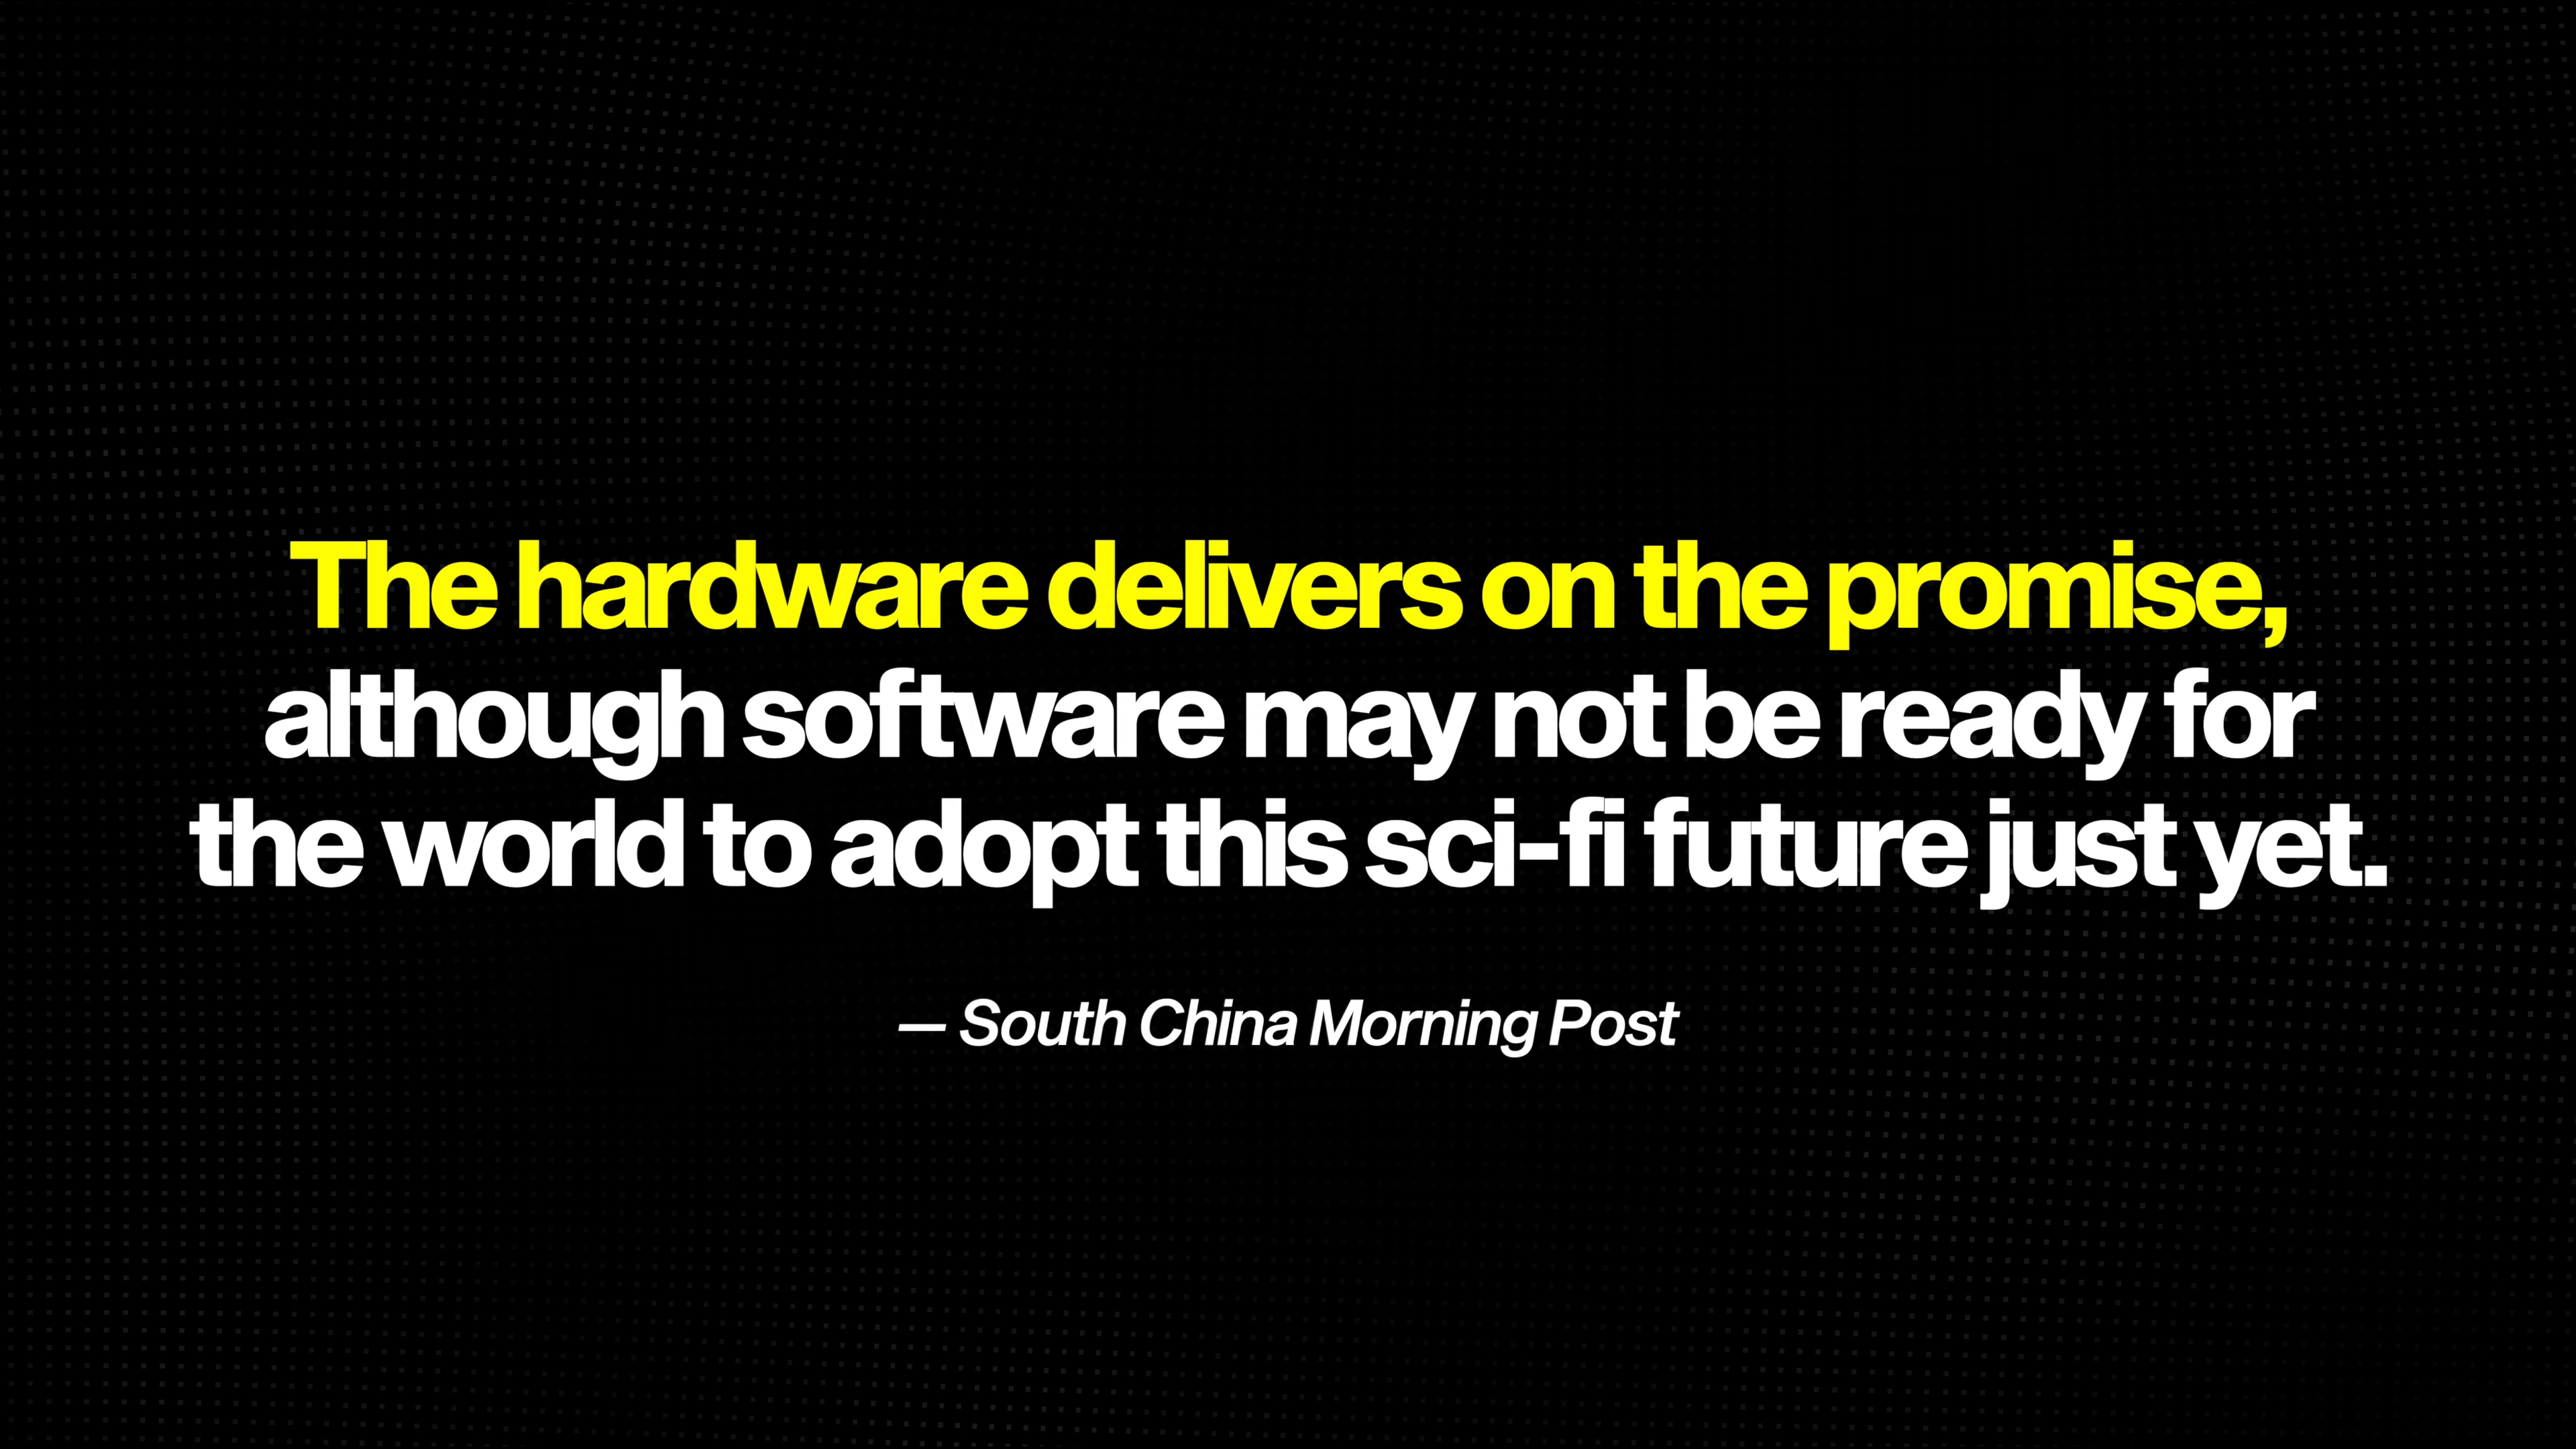 The hardware delivers on the promise,
although software may not be ready for
the world to adopt this sci-fi future just yet.
— South China Morning Post